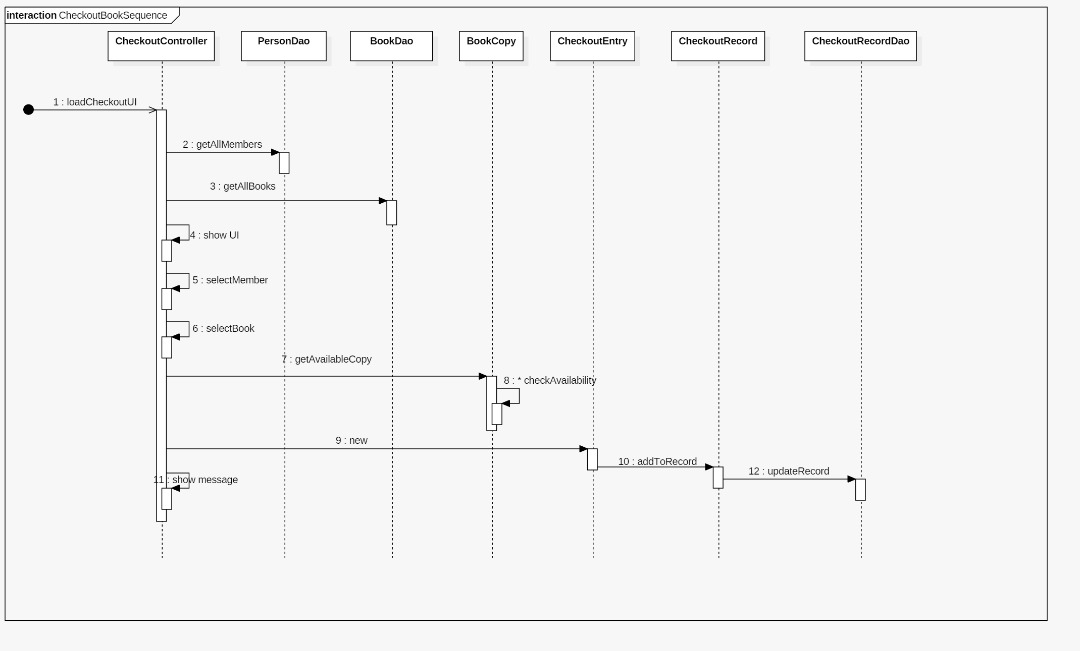 interaction CheckoutBookSequence
CheckoutController PersonDao BookDao BookCopy CheckoutEntry CheckoutRecord CheckoutRecordDao
1 : loadCheckoutUI
2 : getAllMembers
3 : getAllBooks
4 : show UI
5 : selectMember
6 : selectBook
7 : getAvailableCopy
8 : * checkAvailability
9 : new
10 : addToRecord
12 : updateRecord
11 : show message